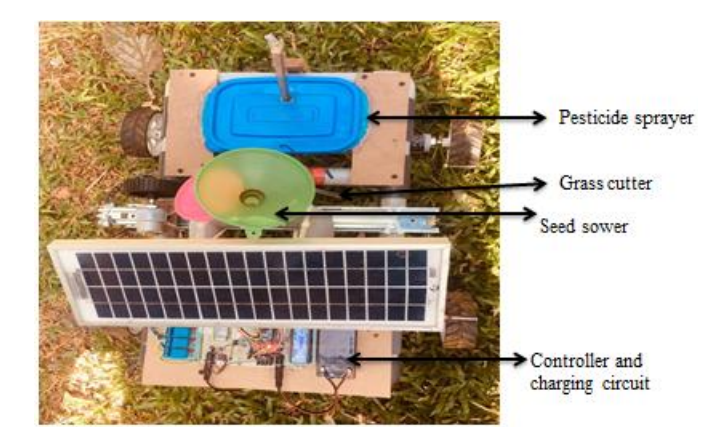 Pesticide sprayer
Grass cutter
Seed sower
Controller and
charging circuit